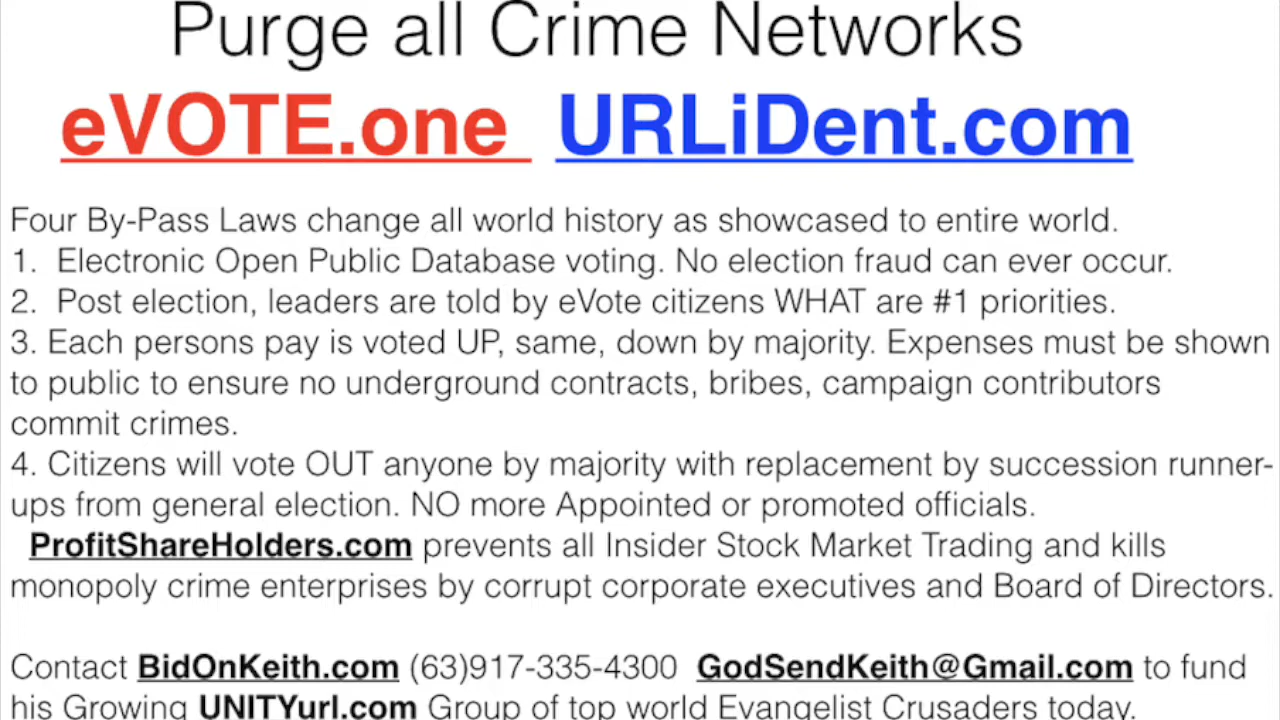 Purge all Crime Networks
eVOTE.one URLiDent.com
Four By-Pass Laws change all world history as showcased to entire world.
1. Electronic Open Public Database voting. No election fraud can ever occur.
2. Post election, leaders are told by eVote citizens WHAT are #1 priorities.
3. Each persons pay is voted UP, same, down by majority. Expenses must be shown
to public to ensure no underground contracts, bribes, campaign contributors
commit crimes.
4. Citizens will vote OUT anyone by majority with replacement by succession runner-
ups from general election. NO more Appointed or promoted officials.
ProfitShareHolders.com prevents all Insider Stock Market Trading and kills
monopoly crime enterprises by corrupt corporate executives and Board of Directors.
Contact BidOnKeith.com (63)917-335-4300 GodSendKeith@Gmail.com to fund
his Growing UNITYurl.com Group of top world Evangelist Crusaders today.